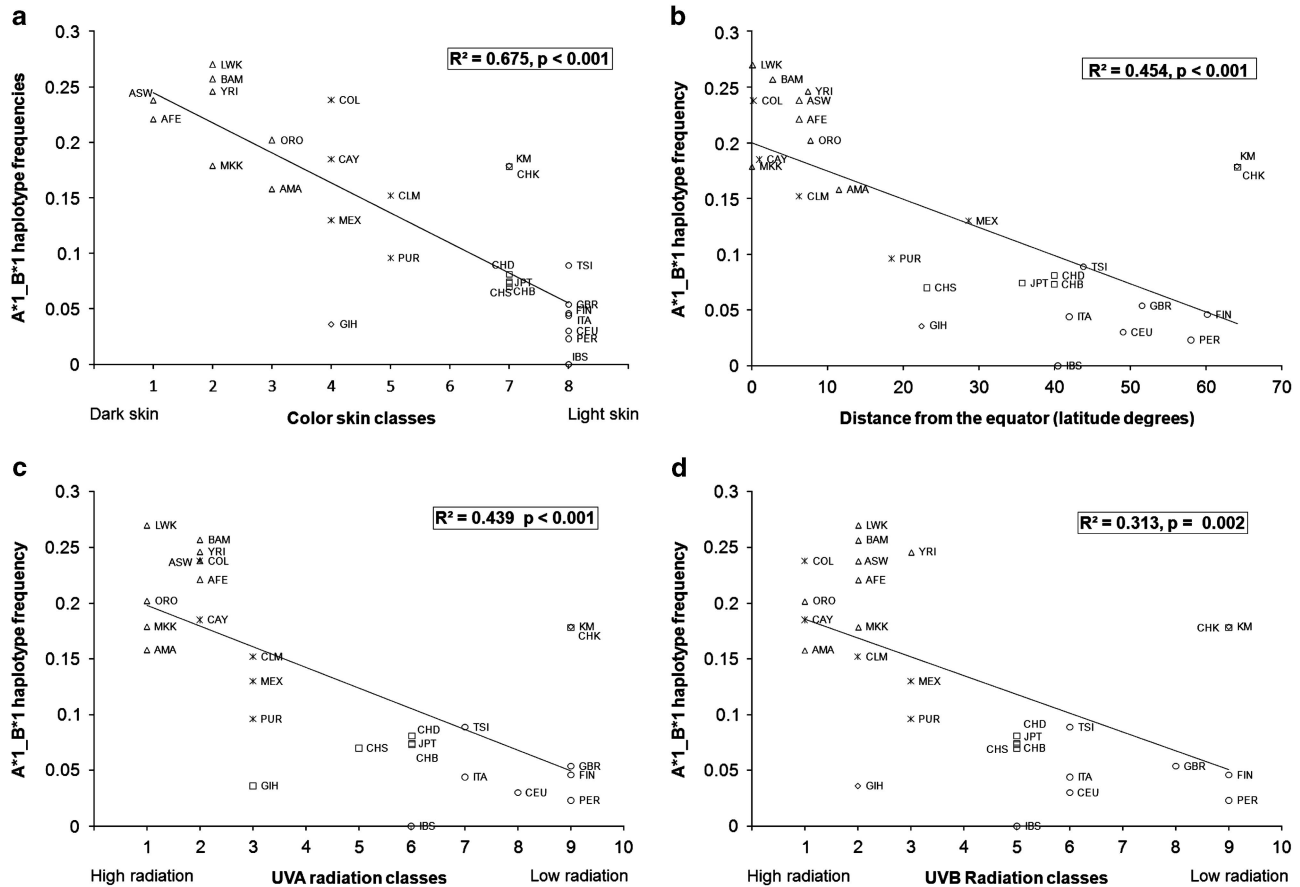 a
0.3
0.25
0.2
0.15
0.1
0.05
0
A*1_B*1 haplotype frequencies
R² = 0.675, p < 0.001
LWK
BAM
YRI
ASW
AFE
MKK
ORO
AMA
COL
CAY
MEX
GIH
CLM
PUR
KM
CHK
CHD
JPT
CHS
CHB
TSI
GBR
FIN
ITA
CEU
PER
IBS
1 2 3 4 5 6 7 8
Dark skin
Color skin classes
Light skin
b
0.3
0.25
0.2
0.15
0.1
0.05
0
A*1_B*1 haplotype frequency
R² = 0.454, p < 0.001
LWK
BAM
YRI
COL
ASW
AFE
ORO
CAY
MKK
CLM
AMA
MEX
PUR
CHS
GIH
JPT
CHD
CHB
TSI
ITA
CEU
GBR
FIN
PER
IBS
KM
CHK
0 10 20 30 40 50 60 70
Distance from the equator (latitude degrees)
c
0.3
0.25
0.2
0.15
0.1
0.05
0
A*1_B*1 haplotype frequency
R² = 0.439 p < 0.001
LWK
BAM
YRI
ASW
COL
AFE
ORO
CAY
MKK
AMA
CLM
MEX
PUR
GIH
CHS
CHD
JPT
CHB
TSI
ITA
CEU
GBR
FIN
PER
IBS
KM
CHK
1 2 3 4 5 6 7 8 9 10
High radiation
UVA radiation classes
Low radiation
d
0.3
0.25
0.2
0.15
0.1
0.05
0
A*1_B*1 haplotype frequency
R² = 0.313, p = 0.002
LWK
BAM
YRI
COL
ASW
AFE
ORO
CAY
MKK
AMA
CLM
MEX
PUR
GIH
CHD
JPT
CHS
CHB
TSI
ITA
CEU
GBR
FIN
PER
IBS
CHK
KM
0 1 2 3 4 5 6 7 8 9 10
High radiation
UVB Radiation classes
Low radiation